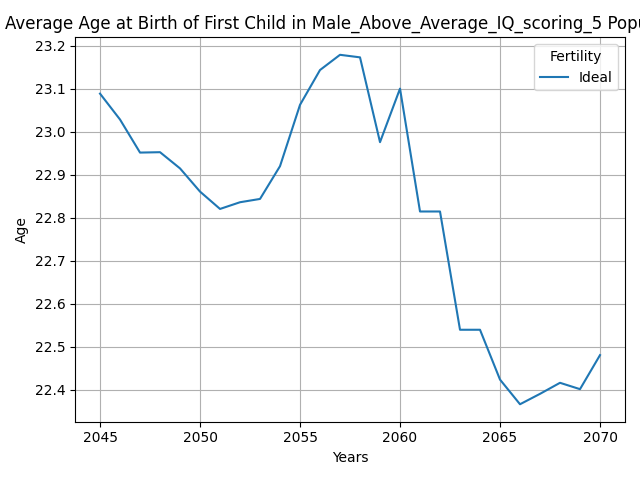 Average Age at Birth of First Child in Male_Above_Average_IQ_scoring_5
Fertility
Ideal
23.2
23.1
23.0
22.9
22.8
22.7
22.6
22.5
22.4
Age
2045 2050 2055 2060 2065 2070
Years